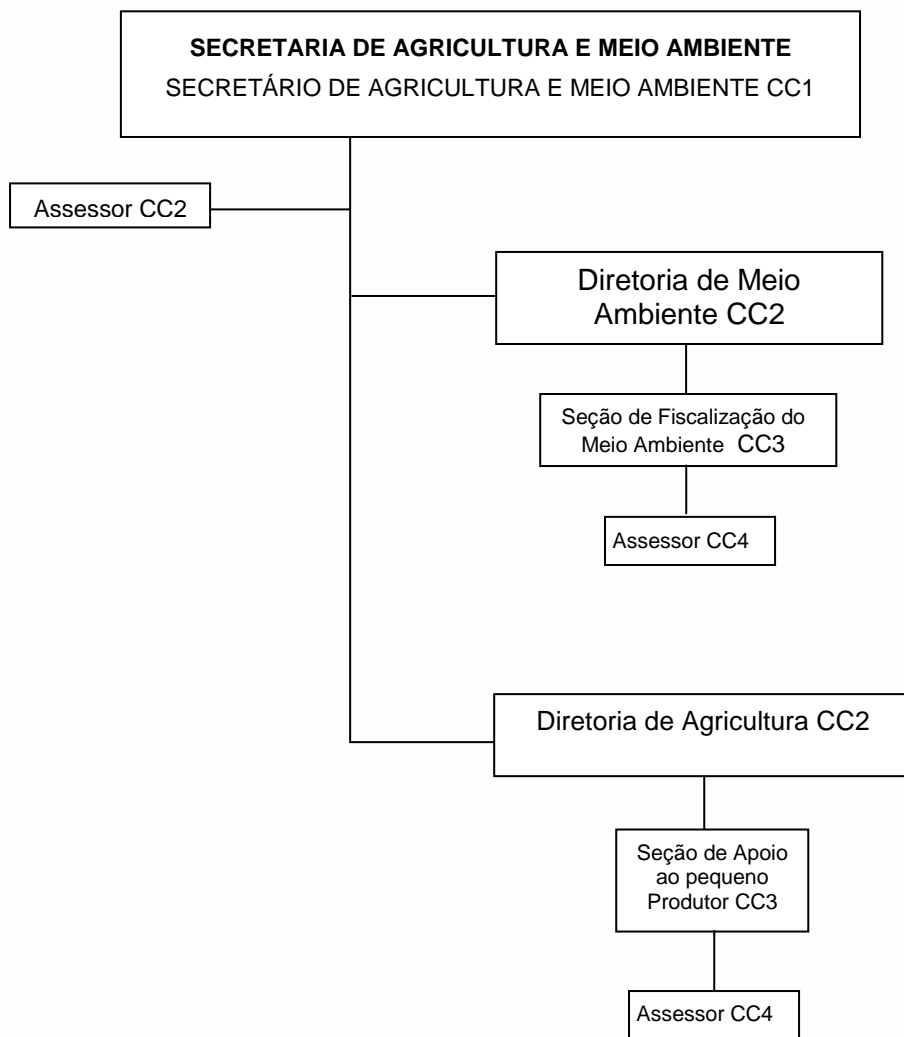 SECRETARIA DE AGRICULTURA E MEIO AMBIENTE
SECRETÁRIO DE AGRICULTURA E MEIO AMBIENTE CC1
Assessor CC2
Diretoria de Meio
Ambiente CC2
Seção de Fiscalização do
Meio Ambiente CC3
Assessor CC4
Diretoria de Agricultura CC2
Seção de Apoio
ao pequeno
Produtor CC3
Assessor CC4